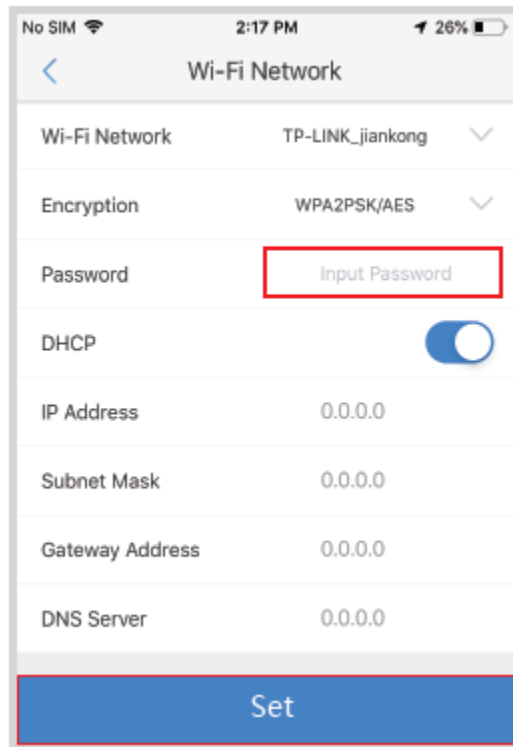 No SIM 2:17 PM 26%
Wi-Fi Network
Wi-Fi Network TP-LINK_jiankong
Encryption WPA2PSK/AES
Password Input Password
DHCP
IP Address 0.0.0.0
Subnet Mask 0.0.0.0
Gateway Address 0.0.0.0
DNS Server 0.0.0.0
Set